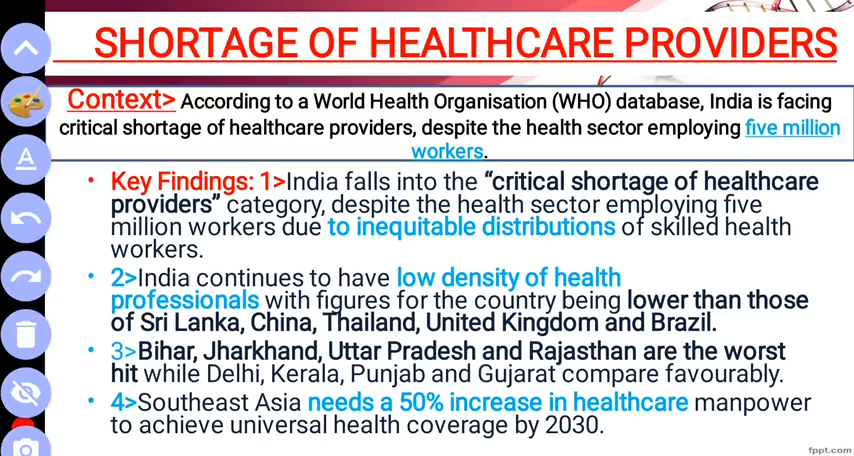 SHORTAGE OF HEALTHCARE PROVIDERS
Context> According to a World Health Organisation (WHO) database, India is facing
critical shortage of healthcare providers, despite the health sector employing five million
workers.
• Key Findings: 1>India falls into the “critical shortage of healthcare
providers” category, despite the health sector employing five
million workers due to inequitable distributions of skilled health
workers.
• 2>India continues to have low density of health
professionals with figures for the country being lower than those
of Sri Lanka, China, Thailand, United Kingdom and Brazil.
• 3>Bihar, Jharkhand, Uttar Pradesh and Rajasthan are the worst
hit while Delhi, Kerala, Punjab and Gujarat compare favourably.
• 4>Southeast Asia needs a 50% increase in healthcare manpower
to achieve universal health coverage by 2030.
A
fppt.com